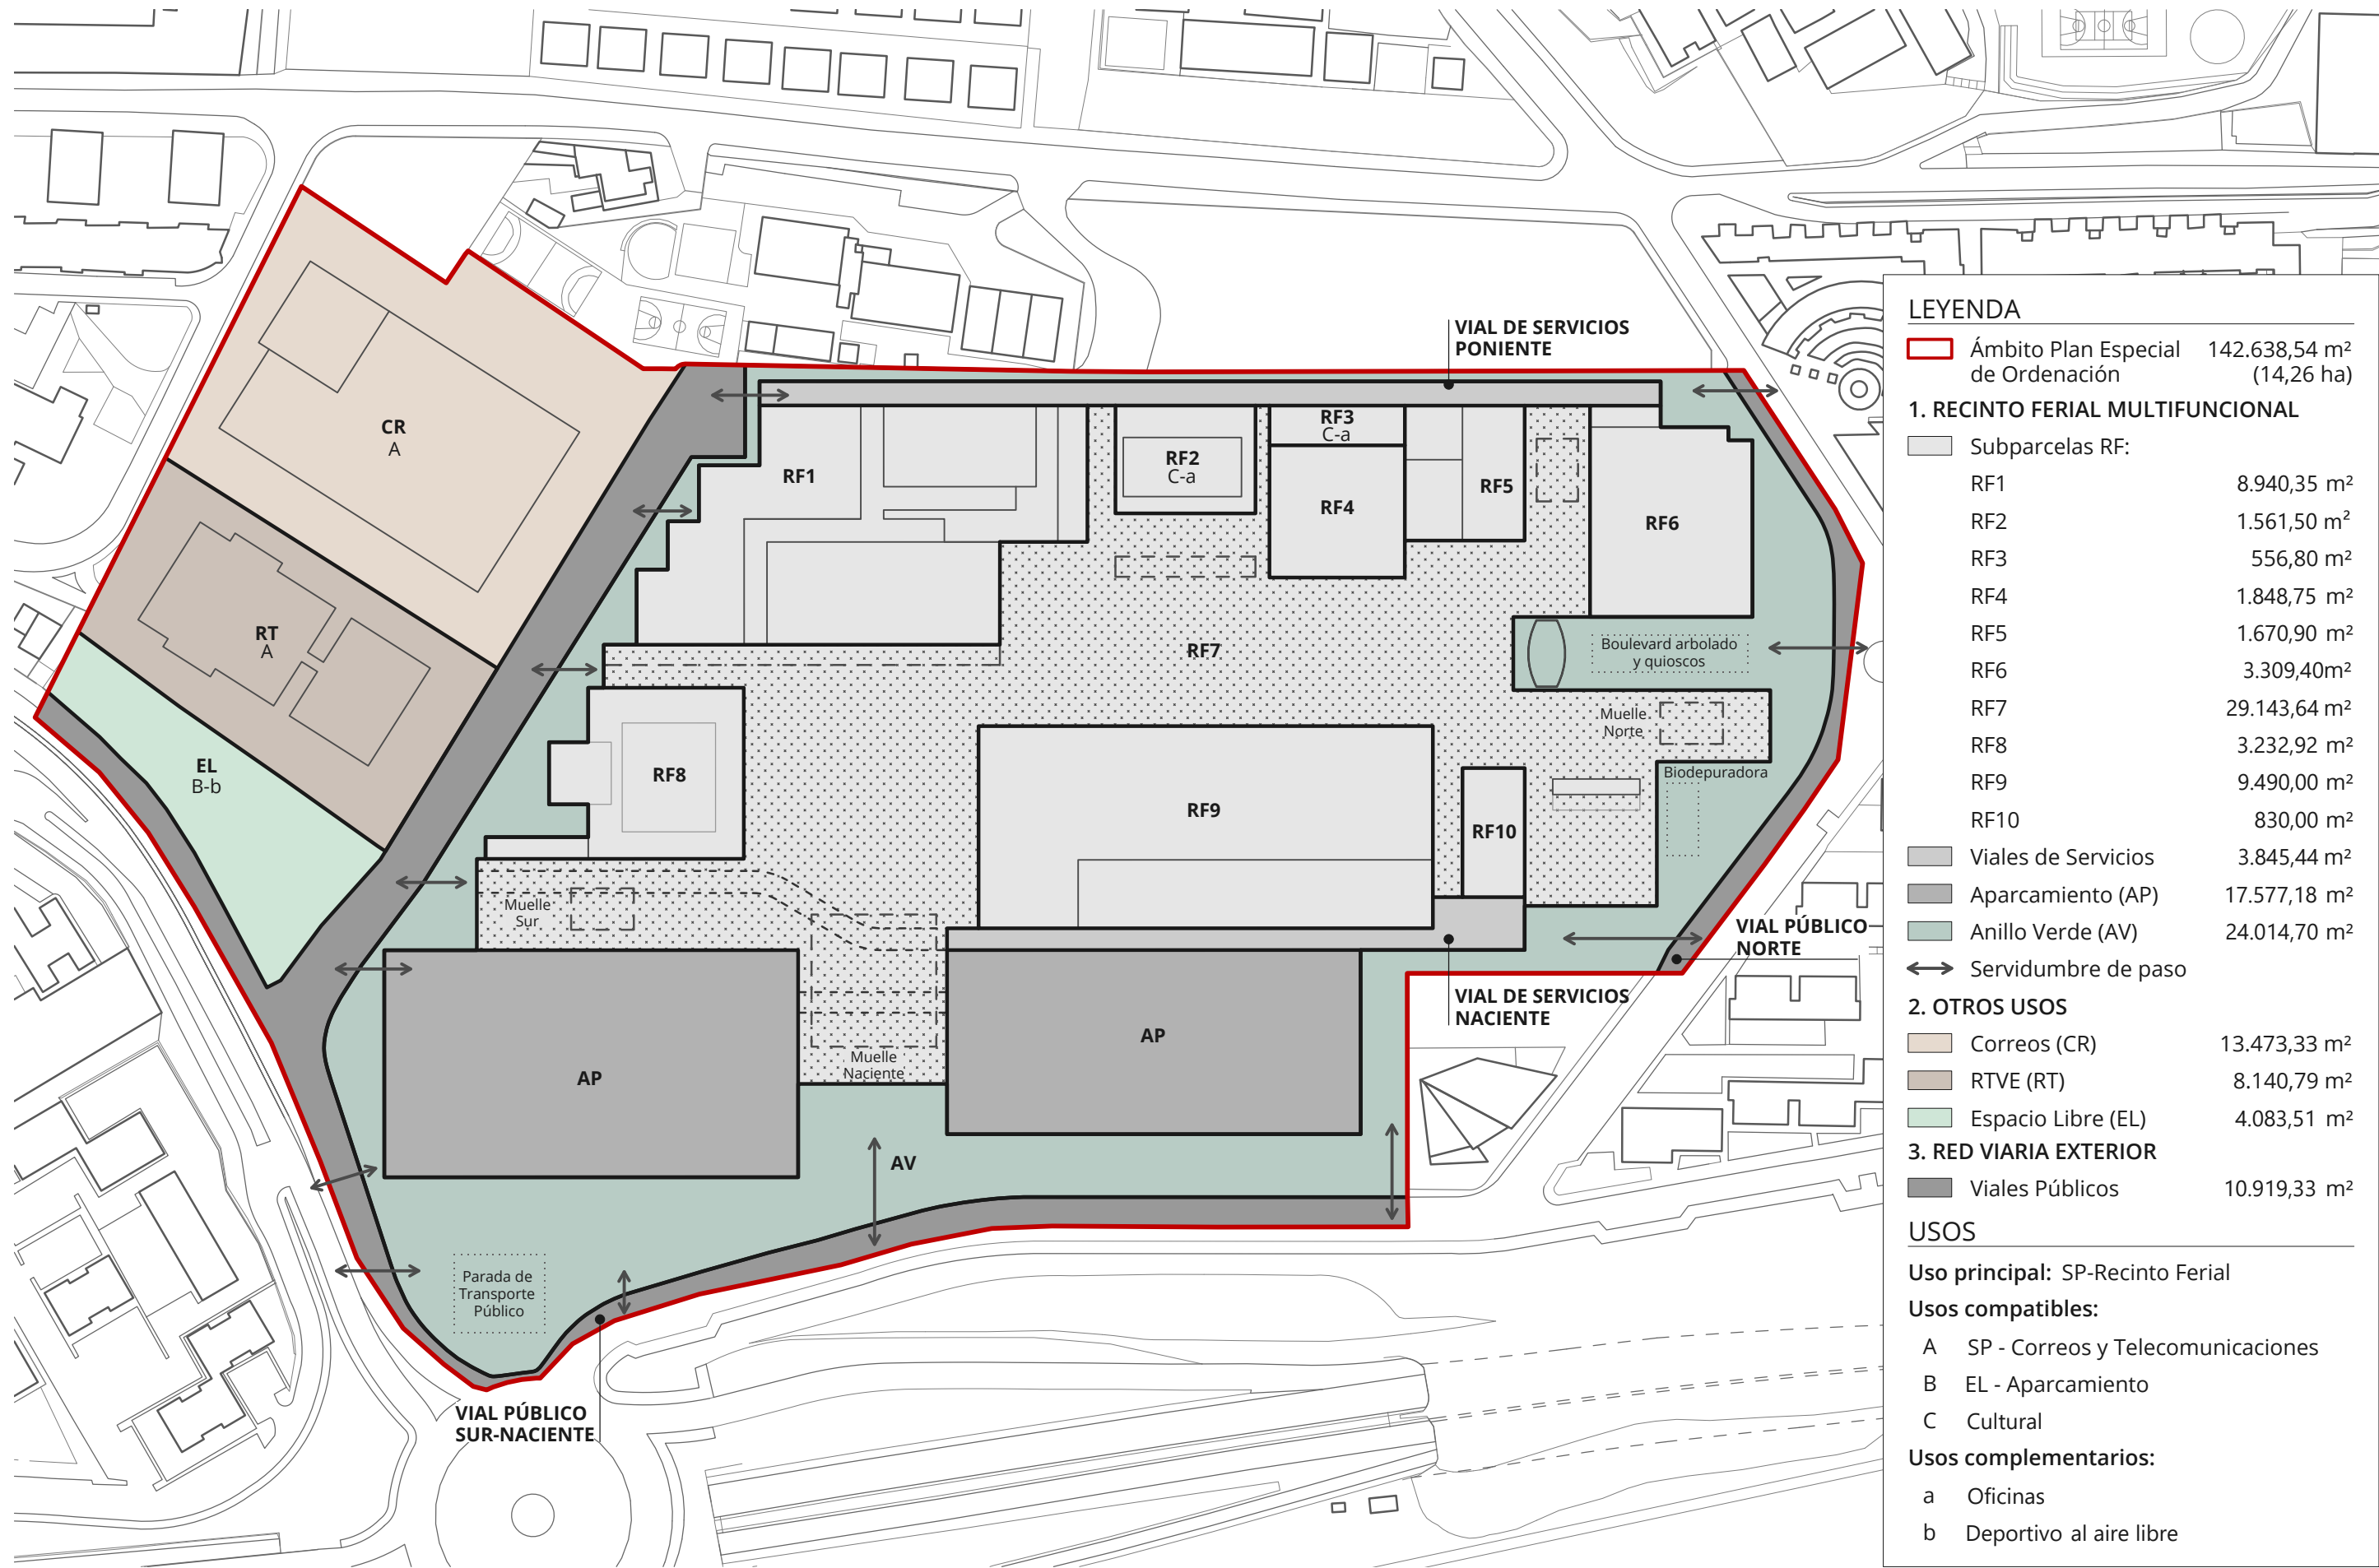 VIAL DE SERVICIOS
PONIENTE
CR
A
RT
A
EL
B-b
RF1
RF2
C-a
RF3
C-a
RF4
RF5
RF6
RF7
Boulevard arbolado
y quioscos
Muelle
Norte
Biodepuradora
RF8
RF9
RF10
Muelle
Sur
Muelle
Naciente
AP
AP
AV
VIAL PÚBLICO
NORTE
VIAL DE SERVICIOS
NACIENTE
Parada de
Transporte
Público
VIAL PÚBLICO
SUR-NACIENTE
LEYENDA
Ámbito Plan Especial 142.638,54 m²
de Ordenación (14,26 ha)
1. RECINTO FERIAL MULTIFUNCIONAL
Subparcelas RF:
RF1 8.940,35 m²
RF2 1.561,50 m²
RF3 556,80 m²
RF4 1.848,75 m²
RF5 1.670,90 m²
RF6 3.309,40m²
RF7 29.143,64 m²
RF8 3.232,92 m²
RF9 9.490,00 m²
RF10 830,00 m²
Viales de Servicios 3.845,44 m²
Aparcamiento (AP) 17.577,18 m²
Anillo Verde (AV) 24.014,70 m²
Servidumbre de paso
2. OTROS USOS
Correos (CR) 13.473,33 m²
RTVE (RT) 8.140,79 m²
Espacio Libre (EL) 4.083,51 m²
3. RED VIARIA EXTERIOR
Viales Públicos 10.919,33 m²
USOS
Uso principal: SP-Recinto Ferial
Usos compatibles:
A SP - Correos y Telecomunicaciones
B EL - Aparcamiento
C Cultural
Usos complementarios:
a Oficinas
b Deportivo al aire libre